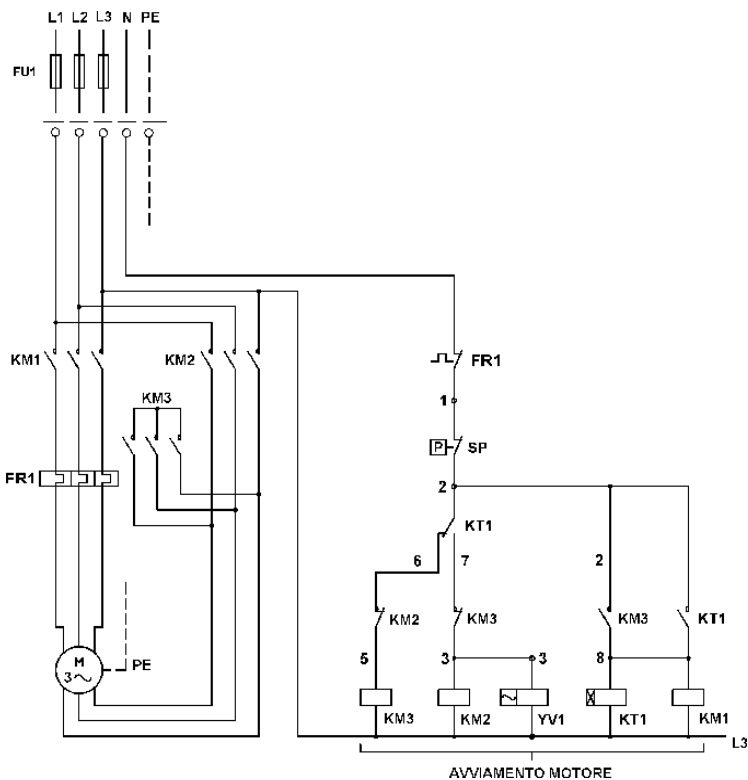 L1 L2 L3 N PE
FU1
KM1
KM2
FR1
KM3
1
FR1
P SP
2
KT1
6 7 2
KM2 KM3 KM3 KT1
5 3 3 8
M
3~
PE
KM3 KM2 YV1 KT1 KM1
L3
AVVIAMENTO MOTORE